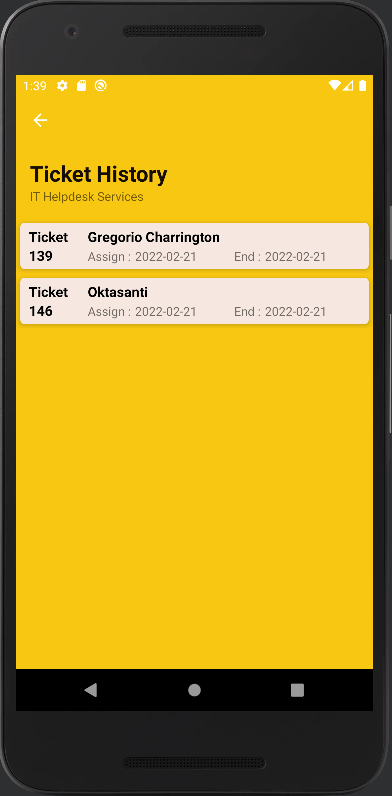 1:39
Ticket History
IT Helpdesk Services
Ticket Gregorio Charrington
139 Assign : 2022-02-21 End : 2022-02-21
Ticket Oktasanti
146 Assign : 2022-02-21 End : 2022-02-21